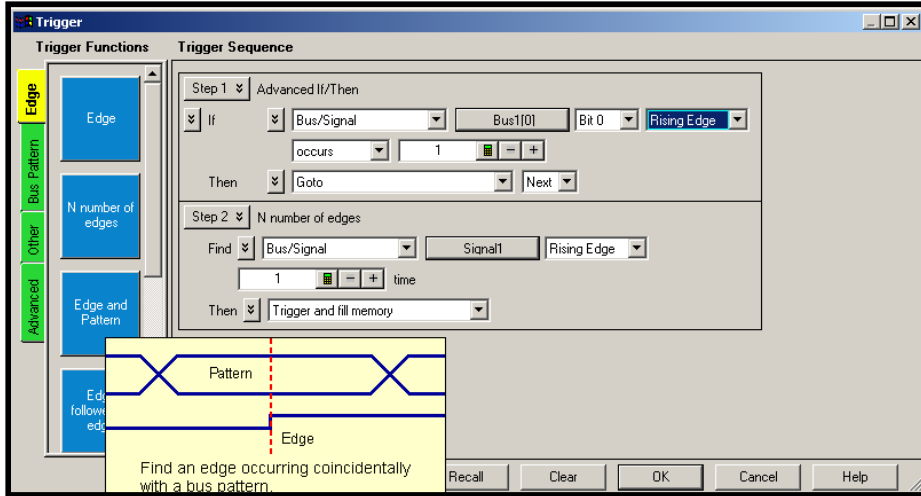 Trigger
Trigger Functions Trigger Sequence
Edge
Bus Pattern
Other
Advanced
Edge
N number of
edges
Edge and
Pattern
Step 1 Advanced If/Then
If Bus/Signal Bus1[0] Bit 0 Rising Edge
occurs 1
Then Goto Next
Step 2 N number of edges
Find Bus/Signal Signal1 Rising Edge
1 time
Then Trigger and fill memory
Pattern
Edge
Find an edge occurring coincidentally
with a bus pattern.
Recall Clear OK Cancel Help